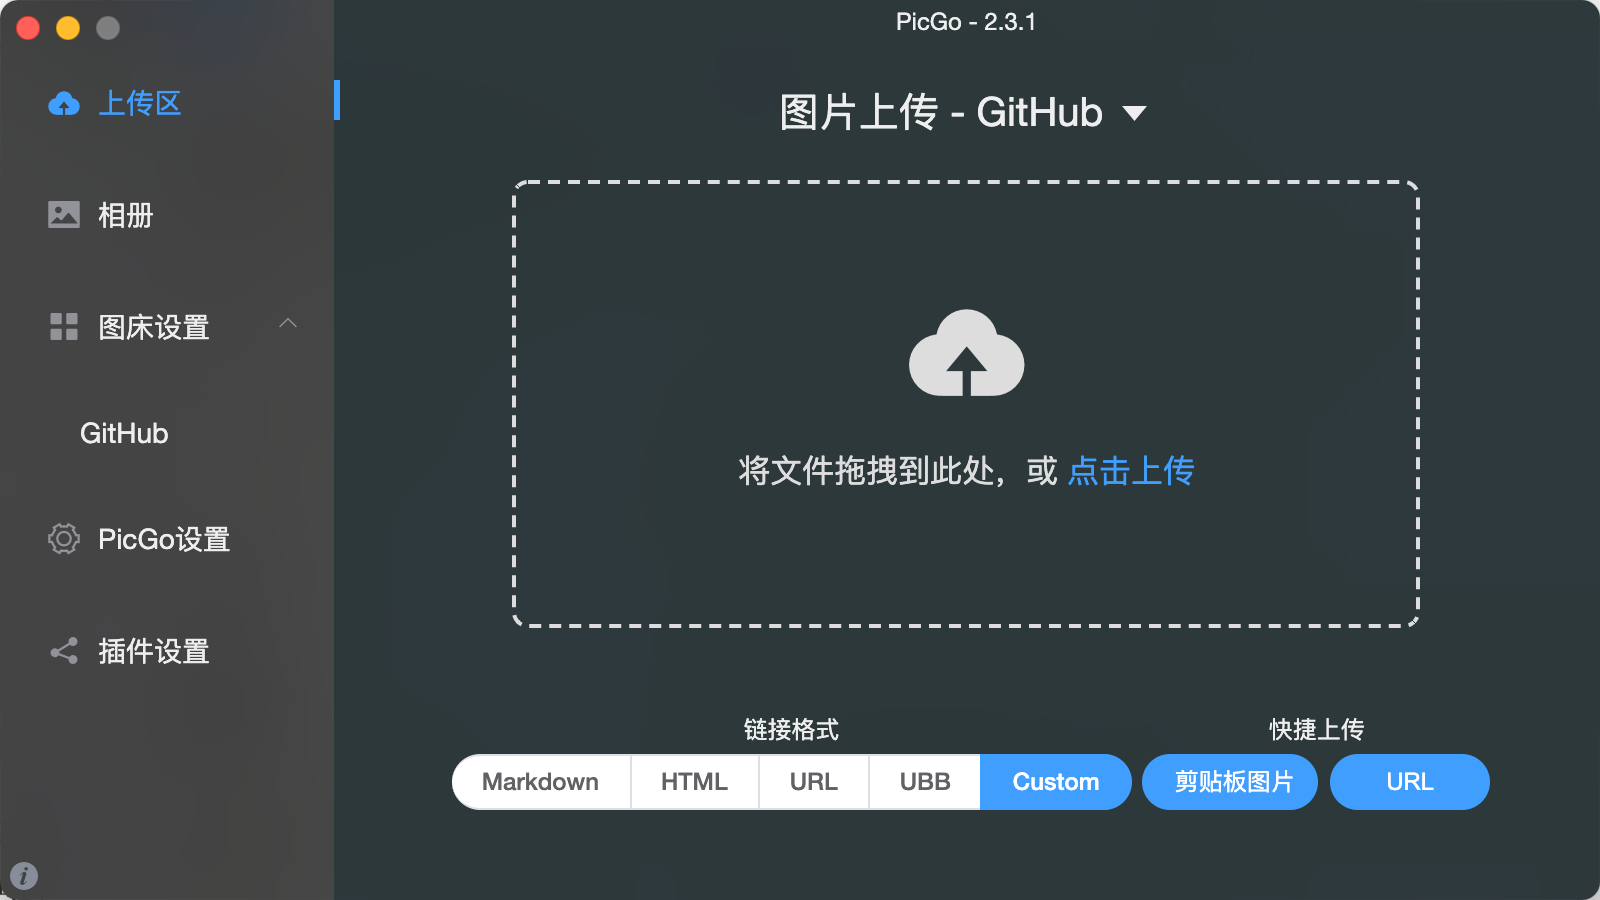 PicGo - 2.3.1
上传区
相册
图床设置
GitHub
PicGo设置
插件设置
图片上传 - GitHub
将文件拖拽到此处，或 点击上传
链接格式
Markdown HTML URL UBB Custom
快捷上传
剪贴板图片 URL
i